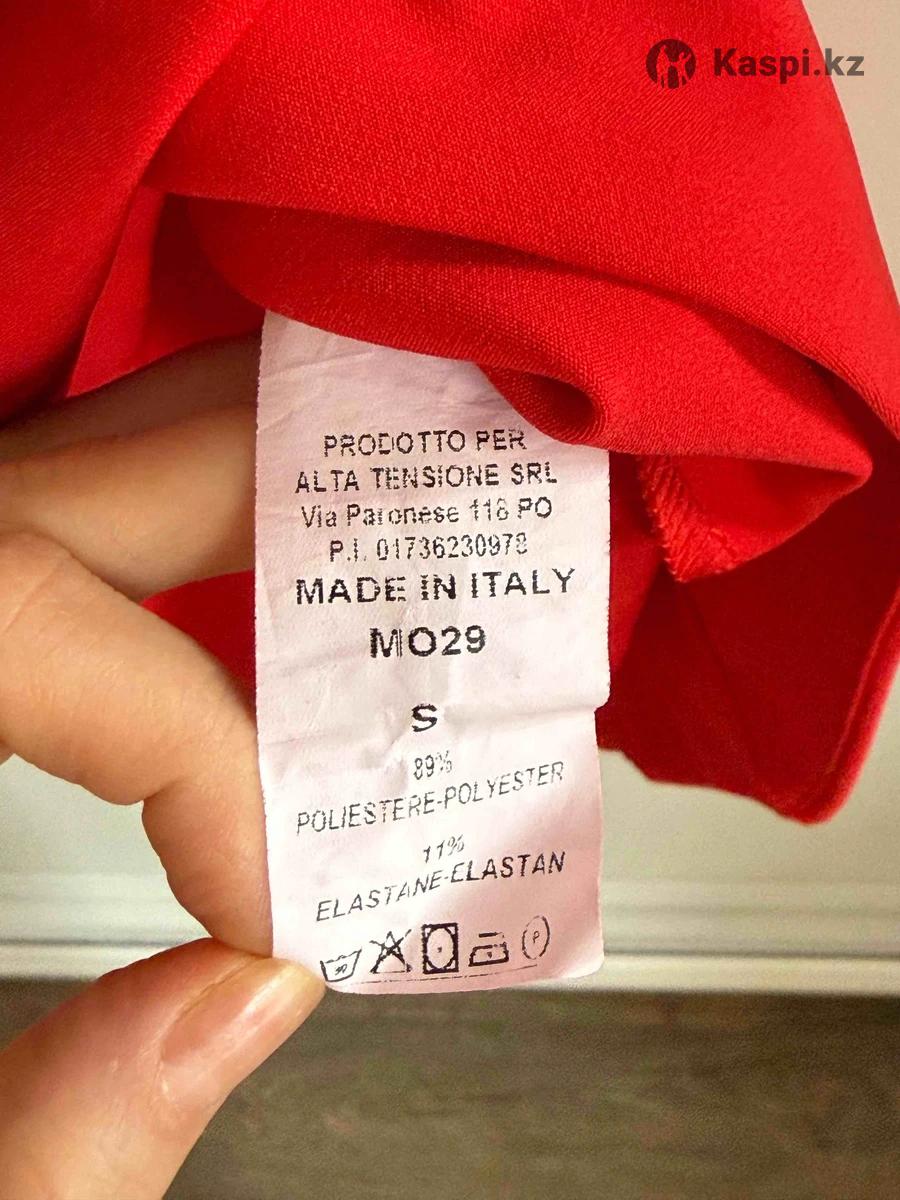 Kaspi.kz
PRODOTTO PER
ALTA TENSIONE SRL
Via Paronese 118 PO
P.I. 01736230978
MADE IN ITALY
MO29
S
89%
POLIESTERE-POLYESTER
11%
ELASTANE-ELASTAN
30
P